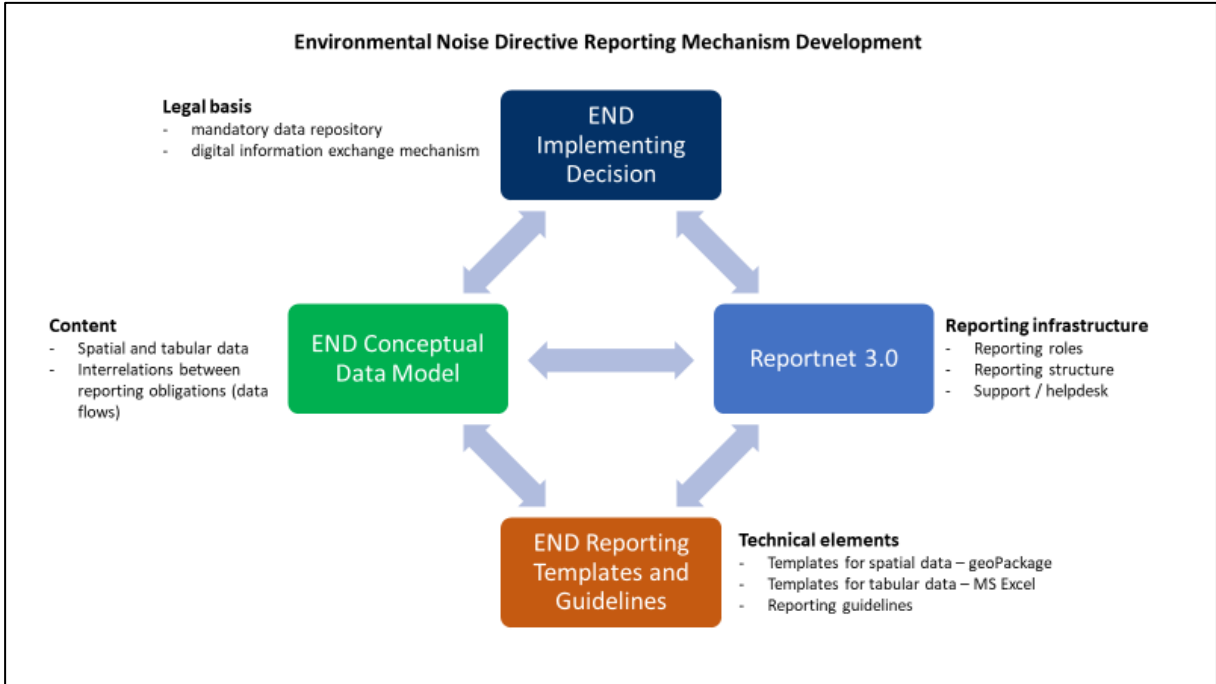 Environmental Noise Directive Reporting Mechanism Development
Legal basis
- mandatory data repository
- digital information exchange mechanism
END
Implementing
Decision
Content
- Spatial and tabular data
- Interrelations between
reporting obligations (data
flows)
END Conceptual
Data Model
Reportnet 3.0
Reporting infrastructure
- Reporting roles
- Reporting structure
- Support / helpdesk
END Reporting
Templates and
Guidelines
Technical elements
- Templates for spatial data – geoPackage
- Templates for tabular data – MS Excel
- Reporting guidelines